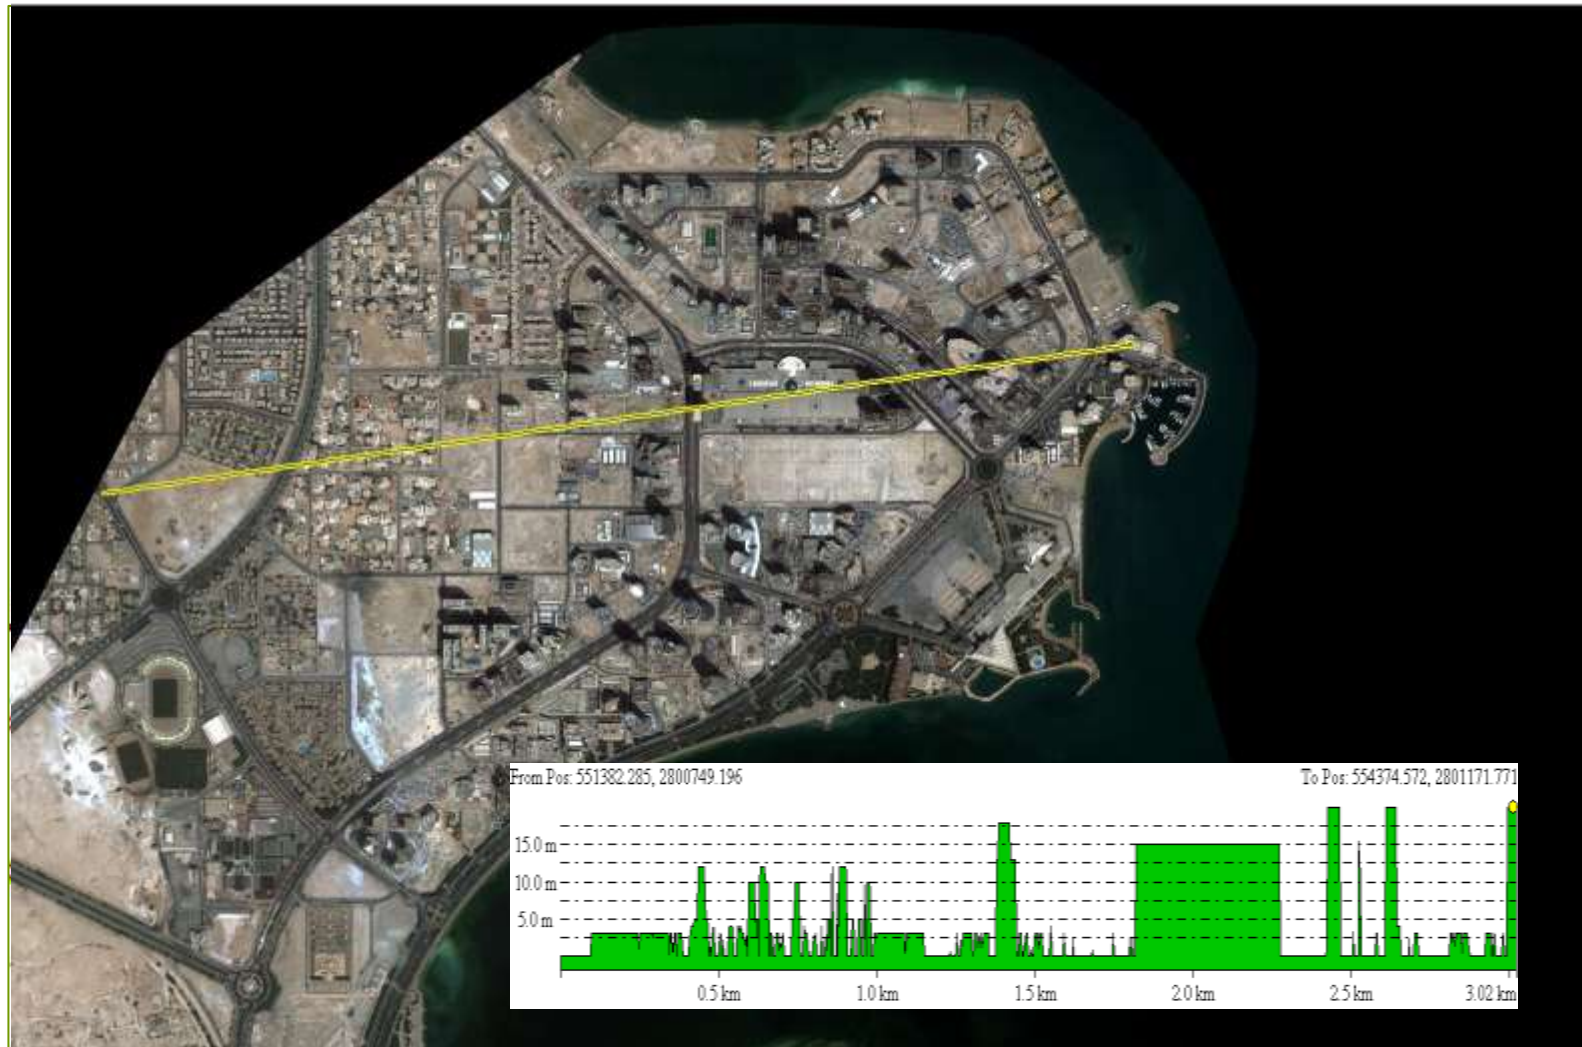 From Pos: 551382.285, 2800749.196 To Pos: 554374.572, 2801171.771
15.0 m
10.0 m
5.0 m
0.5 km 1.0 km 1.5 km 2.0 km 2.5 km 3.02 km